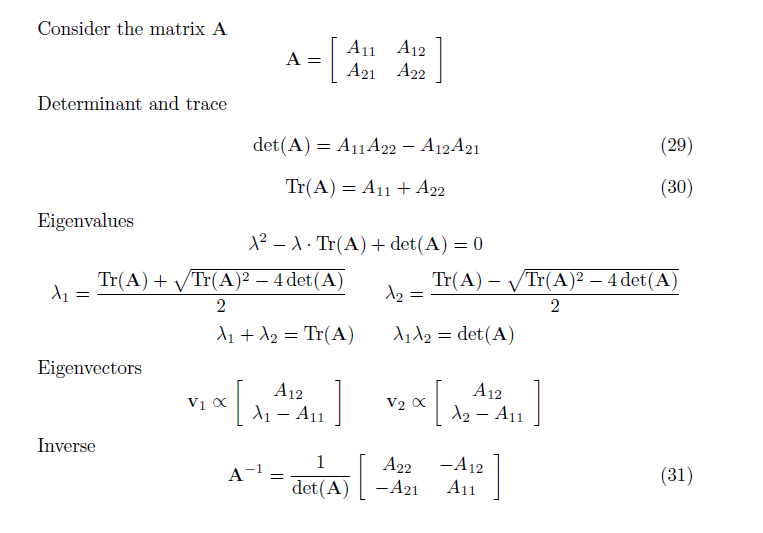 Consider the matrix A
A = [ A₁₁ A₁₂
A₂₁ A₂₂ ]
Determinant and trace
det(A) = A₁₁A₂₂ − A₁₂A₂₁ (29)
Tr(A) = A₁₁ + A₂₂ (30)
Eigenvalues
λ² − λ · Tr(A) + det(A) = 0
λ₁ = (Tr(A) + √(Tr(A)² − 4 det(A))) / 2 λ₂ = (Tr(A) − √(Tr(A)² − 4 det(A))) / 2
λ₁ + λ₂ = Tr(A) λ₁λ₂ = det(A)
Eigenvectors
v₁ ∝ [ A₁₂ ; λ₁ − A₁₁ ] v₂ ∝ [ A₁₂ ; λ₂ − A₁₁ ]
Inverse
A⁻¹ = 1 / det(A) [ A₂₂ −A₁₂ ; −A₂₁ A₁₁ ] (31)